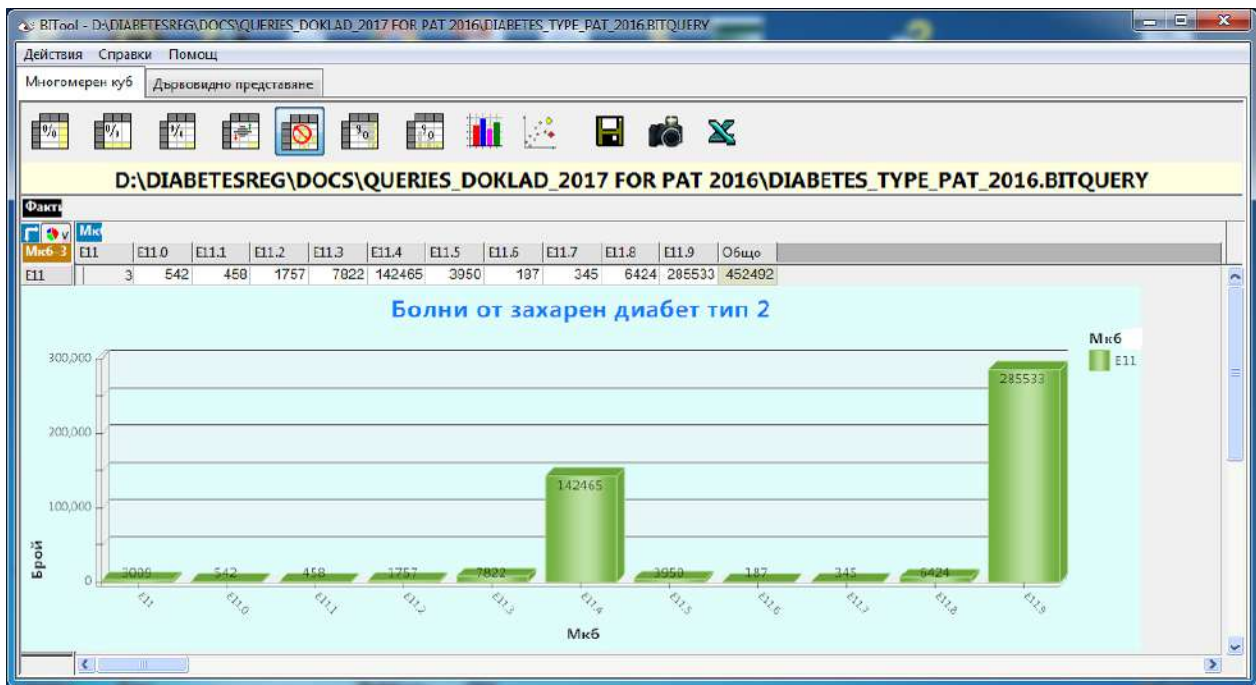 BITool - D:\DIABETESREG\DOCS\QUERIES_DOKLAD_2017 FOR PAT 2016\DIABETES_TYPE_PAT_2016.BITQUERY
Действия Справки Помощ
Многомерен куб Дървовидно представяне
D:\DIABETESREG\DOCS\QUERIES_DOKLAD_2017 FOR PAT 2016\DIABETES_TYPE_PAT_2016.BITQUERY
Факти
Мкб
Мкб 3 E11 E11.0 E11.1 E11.2 E11.3 E11.4 E11.5 E11.6 E11.7 E11.8 E11.9 Общо
E11 3 542 458 1757 7822 142465 3950 187 345 6424 285533 452492
Болни от захарен диабет тип 2
Мкб
E11
300,000
285533
200,000
142465
100,000
Брой
0
3009 542 458 1757 7822 3950 187 345 6424
E11 E11.0 E11.1 E11.2 E11.3 E11.4 E11.5 E11.6 E11.7 E11.8 E11.9
Мкб